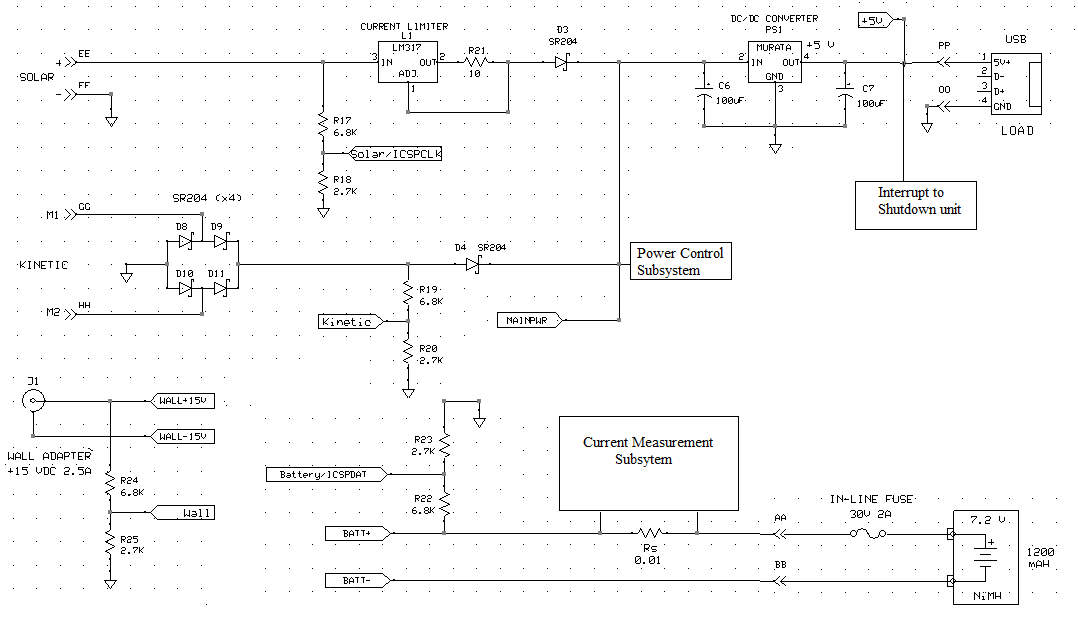 CURRENT LIMITER
L1
LM317
3
IN
OUT
2
ADJ.
1
R21
10
D3
SR204
DC/DC CONVERTER
PS1
MURATA
+5 V
2
IN
OUT
4
GND
3
+5V
USB
PP
1
5V+
2
D-
3
D+
4
GND
OO
LOAD
C6
100uF
C7
100uF
SOLAR
+
EE
-
FF
R17
6.8K
Solar/ICSPCLK
R18
2.7K
Interrupt to
Shutdown unit
SR204 (x4)
M1
GG
D8
D9
KINETIC
D10
D11
M2
HH
D4
SR204
Power Control
Subsystem
R19
6.8K
Kinetic
MAINPWR
R20
2.7K
J1
WALL+15V
WALL-15V
WALL ADAPTER
+15 VDC 2.5A
R24
6.8K
Wall
R25
2.7K
R23
2.7K
Battery/ICSPDAT
R22
6.8K
BATT+
BATT-
Current Measurement
Subsytem
Rs
0.01
AA
BB
IN-LINE FUSE
30V 2A
7.2 V
+
NiMH
1200
mAH